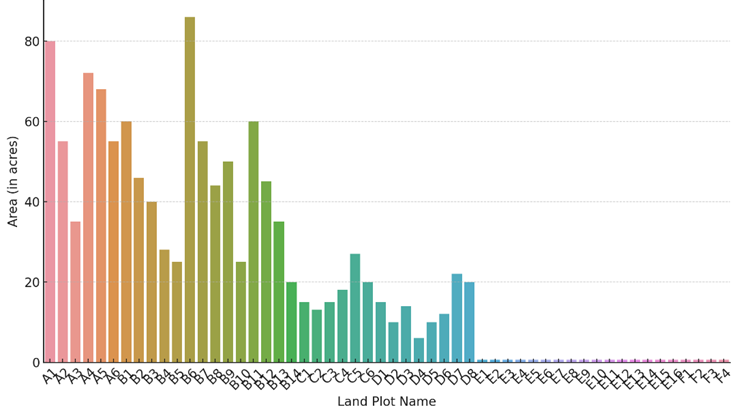 80
60
40
20
0
Area (in acres)
A1 A2 A3 A4 A5 A6 B1 B2 B3 B4 B5 B6 B7 B8 B9 B10 B11 B12 B13 B14 C1 C2 C3 C4 C5 C6 D1 D2 D3 D4 D5 D6 D7 D8 E1 E2 E3 E4 E5 E6 E7 E8 E9 E10 E11 E12 E13 E14 E15 E16 F1 F2 F3 F4
Land Plot Name